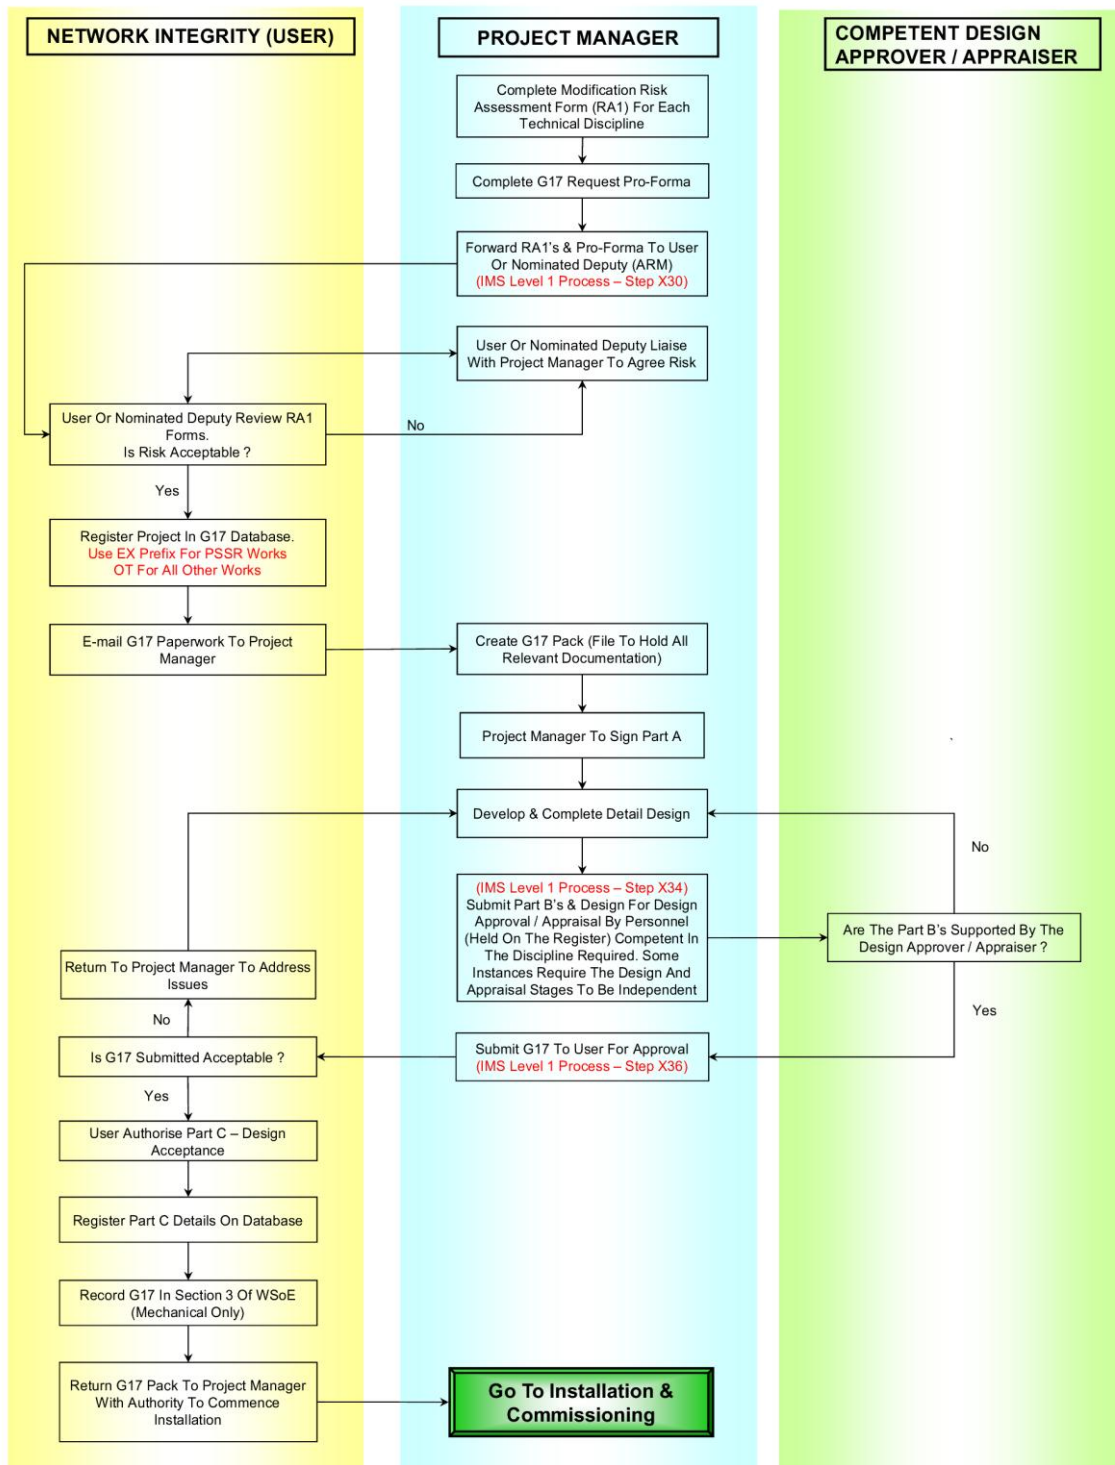 NETWORK INTEGRITY (USER)
PROJECT MANAGER
COMPETENT DESIGN
APPROVER / APPRAISER
Complete Modification Risk
Assessment Form (RA1) For Each
Technical Discipline
Complete G17 Request Pro-Forma
Forward RA1's & Pro-Forma To User
Or Nominated Deputy (ARM)
(IMS Level 1 Process – Step X30)
User Or Nominated Deputy Liaise
With Project Manager To Agree Risk
User Or Nominated Deputy Review RA1
Forms.
Is Risk Acceptable ?
No
Yes
Register Project In G17 Database.
Use EX Prefix For PSSR Works
OT For All Other Works
E-mail G17 Paperwork To Project
Manager
Create G17 Pack (File To Hold All
Relevant Documentation)
Project Manager To Sign Part A
Develop & Complete Detail Design
No
(IMS Level 1 Process – Step X34)
Submit Part B's & Design For Design
Approval / Appraisal By Personnel
(Held On The Register) Competent In
The Discipline Required. Some
Instances Require The Design And
Appraisal Stages To Be Independent
Are The Part B's Supported By The
Design Approver / Appraiser ?
Yes
Return To Project Manager To Address
Issues
No
Is G17 Submitted Acceptable ?
Submit G17 To User For Approval
(IMS Level 1 Process – Step X36)
Yes
User Authorise Part C – Design
Acceptance
Register Part C Details On Database
Record G17 In Section 3 Of WSoE
(Mechanical Only)
Return G17 Pack To Project Manager
With Authority To Commence
Installation
Go To Installation &
Commissioning